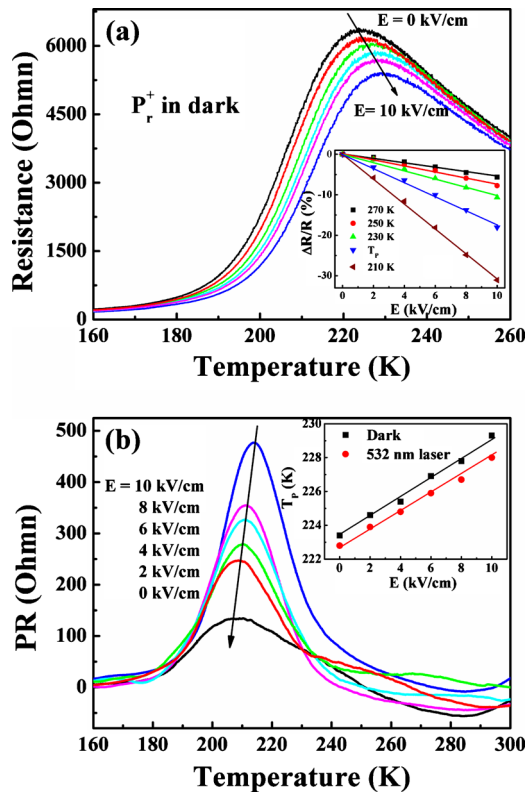 (a)
E = 0 kV/cm
P_r^+ in dark
E= 10 kV/cm
Resistance (Ohmn)
6000
4500
3000
1500
0
160 180 200 220 240 260
Temperature (K)
ΔR/R (%)
0
-10
-20
-30
270 K
250 K
230 K
T_P
210 K
0 2 4 6 8 10
E (kV/cm)
(b)
E = 10 kV/cm
8 kV/cm
6 kV/cm
4 kV/cm
2 kV/cm
0 kV/cm
PR (Ohmn)
500
400
300
200
100
0
-100
160 180 200 220 240 260 280 300
Temperature (K)
T_P (K)
230
228
226
224
222
Dark
532 nm laser
0 2 4 6 8 10
E (kV/cm)